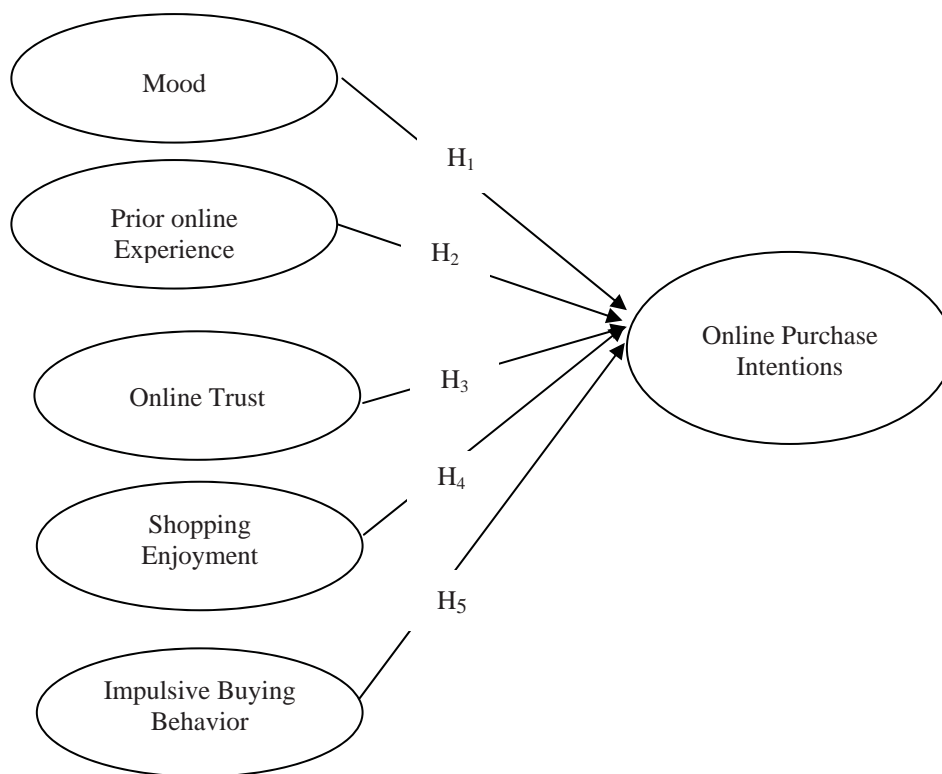 Mood
H₁
Prior online
Experience
H₂
Online Purchase
Intentions
Online Trust
H₃
H₄
Shopping
Enjoyment
H₅
Impulsive Buying
Behavior